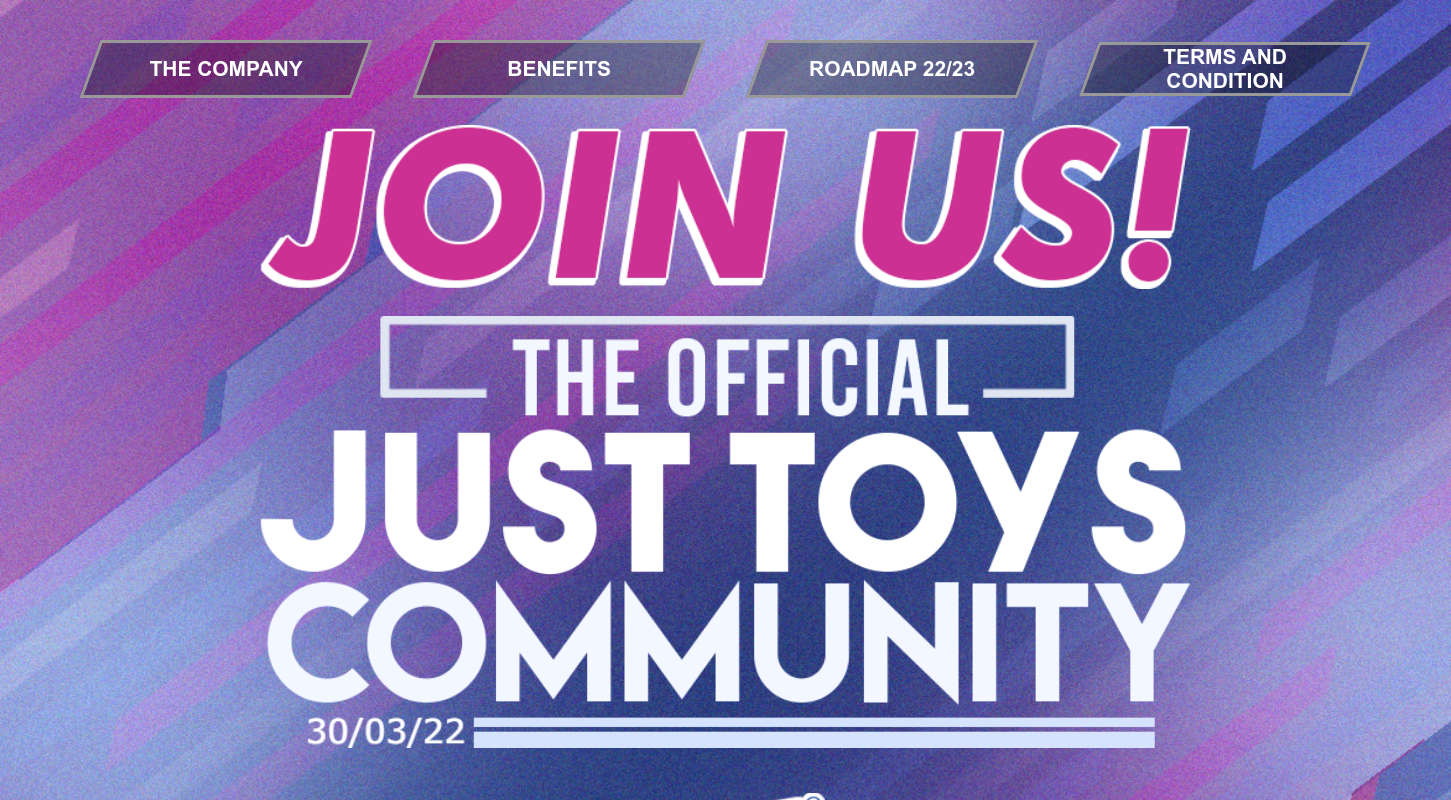 THE COMPANY
BENEFITS
ROADMAP 22/23
TERMS AND
CONDITION
JOIN US!
THE OFFICIAL
JUST TOYS
COMMUNITY
30/03/22